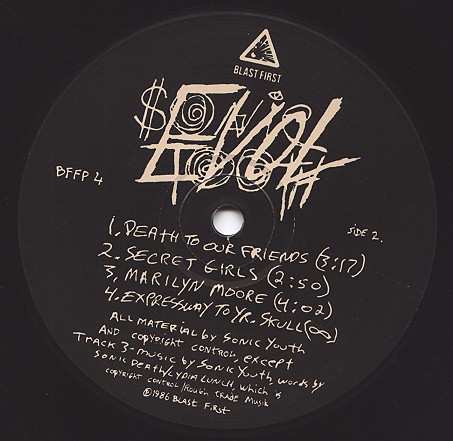 BLAST FIRST
$ONIC
EVOL
YOOTH
BFFP 4
SIDE 2.
1. DEATH TO OUR FRIENDS (3:17)
2. SECRET GIRLS (2:50)
3. MARILYN MOORE (4:02)
4. EXPRESSWAY TO YR. SKULL (∞)
ALL MATERIAL BY SONIC YOUTH
AND COPYRIGHT CONTROL, EXCEPT
TRACK 3 - MUSIC BY SONIC YOUTH, WORDS BY
SONIC DEATH/LYDIA LUNCH, WHICH IS
COPYRIGHT CONTROL/ROUGH TRADE MUSIK
©1986 BLAST FIRST